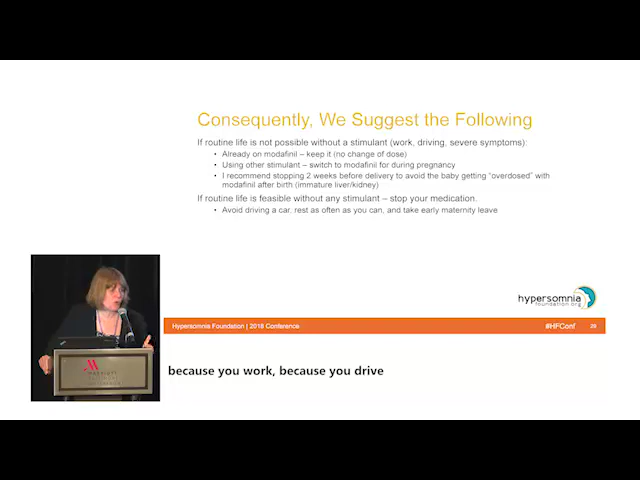 Consequently, We Suggest the Following
If routine life is not possible without a stimulant (work, driving, severe symptoms):
• Already on modafinil – keep it (no change of dose)
• Using other stimulant – switch to modafinil for during pregnancy
• I recommend stopping 2 weeks before delivery to avoid the baby getting "overdosed" with
modafinil after birth (immature liver/kidney)
If routine life is feasible without any stimulant – stop your medication.
• Avoid driving a car, rest as often as you can, and take early maternity leave
hypersomnia
foundation.org
Hypersomnia Foundation | 2018 Conference #HFConf 28
Marriott
because you work, because you drive